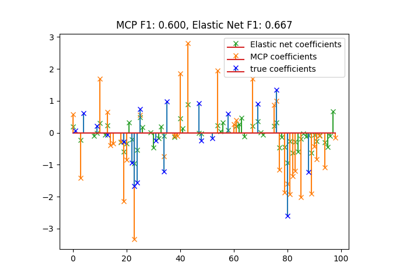 MCP F1: 0.600, Elastic Net F1: 0.667
Elastic net coefficients
MCP coefficients
true coefficients
3
2
1
0
−1
−2
−3
0 20 40 60 80 100